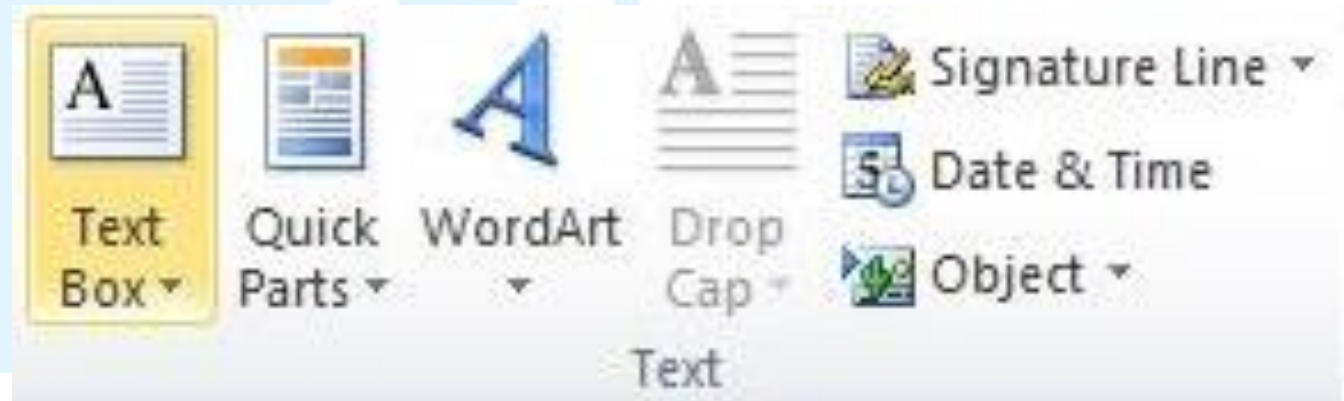 Text Box
Quick Parts
WordArt
Drop Cap
Signature Line
Date & Time
Object
Text